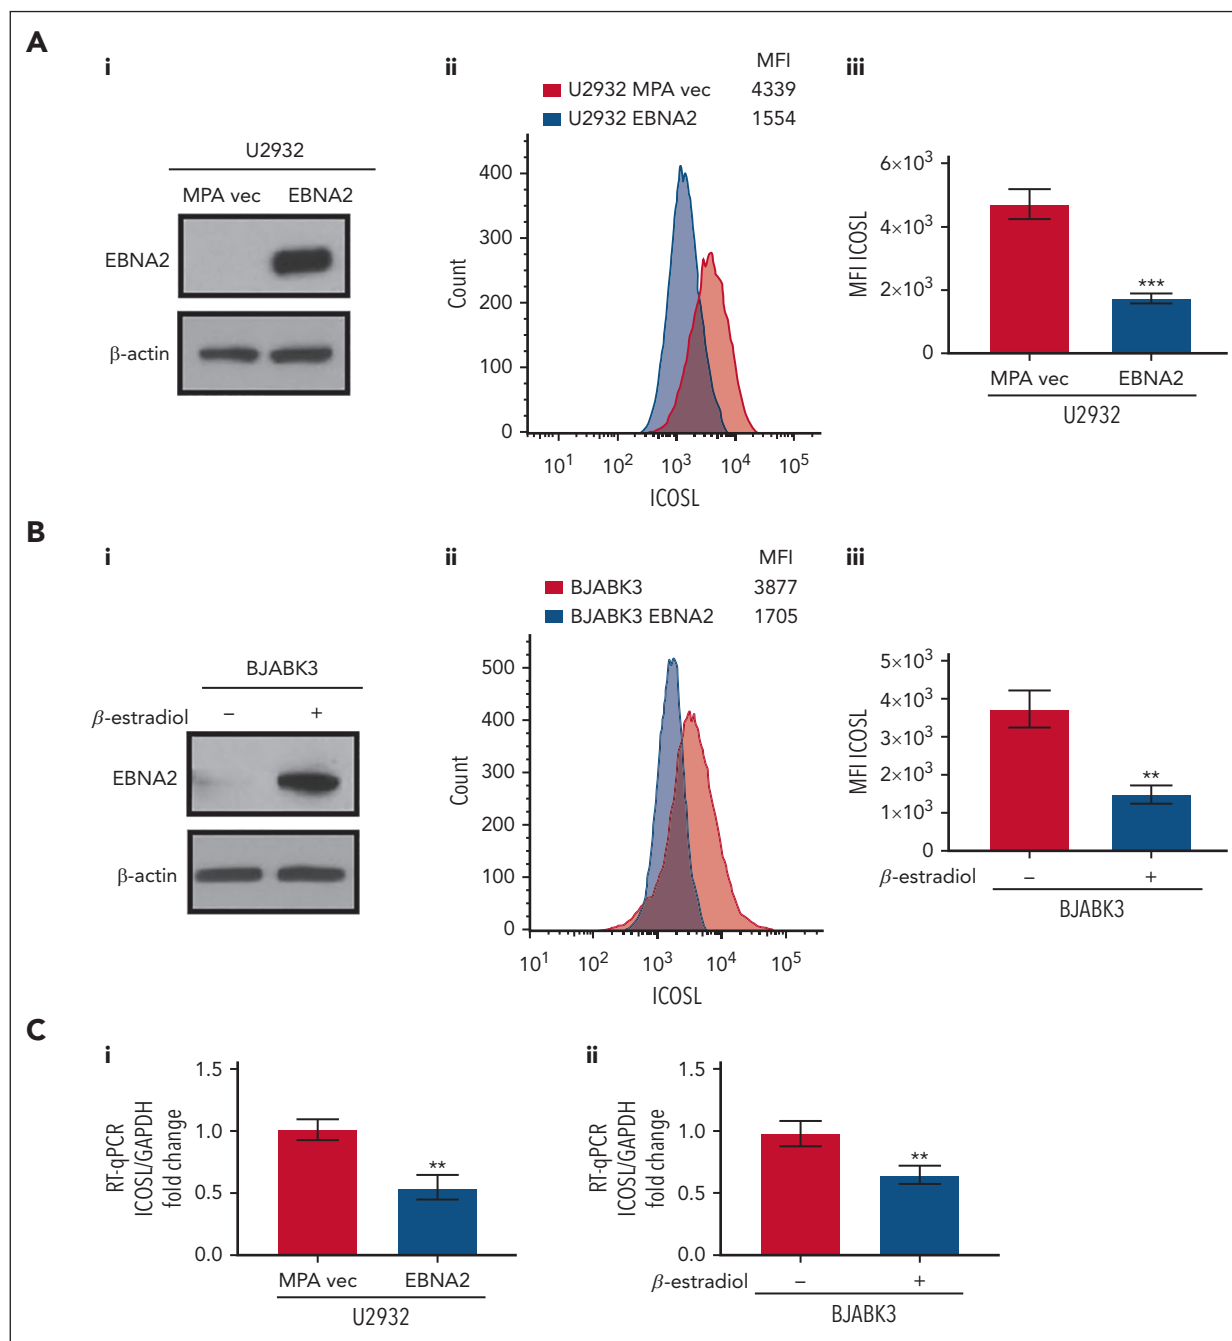 A
i
U2932
MPA vec EBNA2
EBNA2
β-actin
ii
MFI
U2932 MPA vec 4339
U2932 EBNA2 1554
400
300
200
100
0
Count
10¹ 10² 10³ 10⁴ 10⁵
ICOSL
iii
6×10³
4×10³
2×10³
0
MFI ICOSL
***
MPA vec EBNA2
U2932
B
i
BJABK3
β-estradiol – +
EBNA2
β-actin
ii
MFI
BJABK3 3877
BJABK3 EBNA2 1705
500
400
300
200
100
0
Count
10¹ 10² 10³ 10⁴ 10⁵
ICOSL
iii
5×10³
4×10³
3×10³
2×10³
1×10³
0
MFI ICOSL
**
β-estradiol – +
BJABK3
C
i
1.5
1.0
0.5
0.0
RT-qPCR
ICOSL/GAPDH
fold change
**
MPA vec EBNA2
U2932
ii
1.5
1.0
0.5
0.0
RT-qPCR
ICOSL/GAPDH
fold change
**
β-estradiol – +
BJABK3